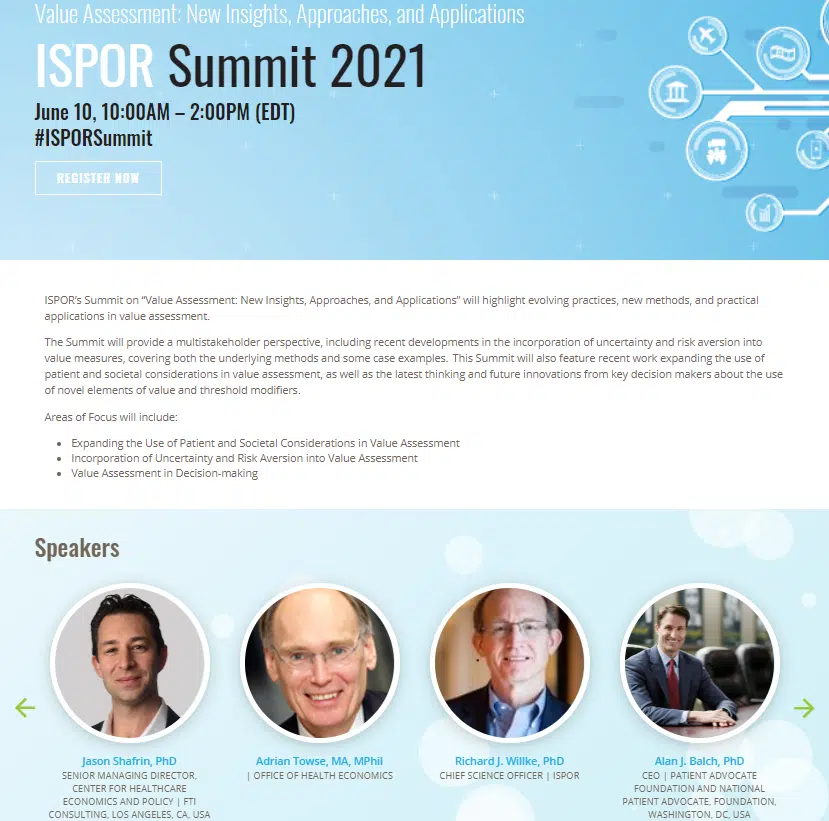 Value Assessment: New Insights, Approaches, and Applications
ISPOR Summit 2021
June 10, 10:00AM – 2:00PM (EDT)
#ISPORSummit
REGISTER NOW
ISPOR's Summit on “Value Assessment: New Insights, Approaches, and Applications” will highlight evolving practices, new methods, and practical
applications in value assessment.
The Summit will provide a multistakeholder perspective, including recent developments in the incorporation of uncertainty and risk aversion into
value measures, covering both the underlying methods and some case examples. This Summit will also feature recent work expanding the use of
patient and societal considerations in value assessment, as well as the latest thinking and future innovations from key decision makers about the use
of novel elements of value and threshold modifiers.
Areas of Focus will include:
• Expanding the Use of Patient and Societal Considerations in Value Assessment
• Incorporation of Uncertainty and Risk Aversion into Value Assessment
• Value Assessment in Decision-making
Speakers
Jason Shafrin, PhD
SENIOR MANAGING DIRECTOR,
CENTER FOR HEALTHCARE
ECONOMICS AND POLICY | FTI
CONSULTING, LOS ANGELES, CA, USA
Adrian Towse, MA, MPhil
| OFFICE OF HEALTH ECONOMICS
Richard J. Willke, PhD
CHIEF SCIENCE OFFICER | ISPOR
Alan J. Balch, PhD
CEO | PATIENT ADVOCATE
FOUNDATION AND NATIONAL
PATIENT ADVOCATE, FOUNDATION,
WASHINGTON, DC, USA